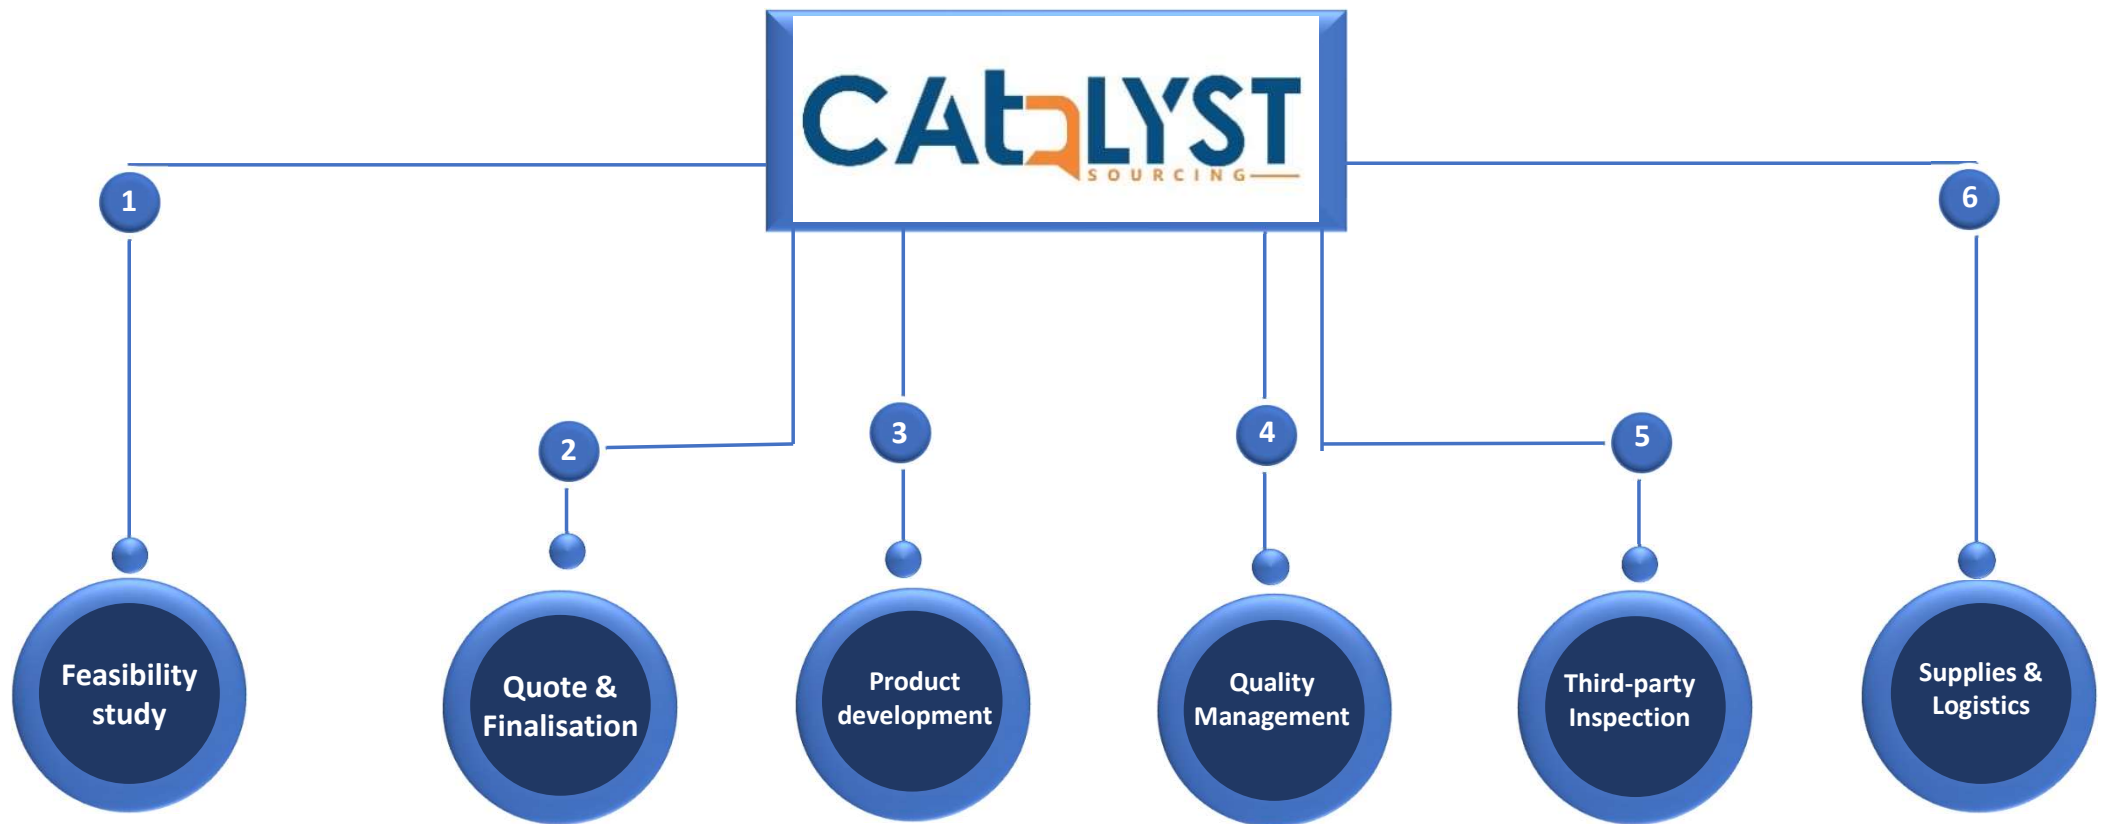 CAtaLYST
SOURCING
1
6
2
3
4
5
Feasibility
study
Quote &
Finalisation
Product
development
Quality
Management
Third-party
Inspection
Supplies &
Logistics